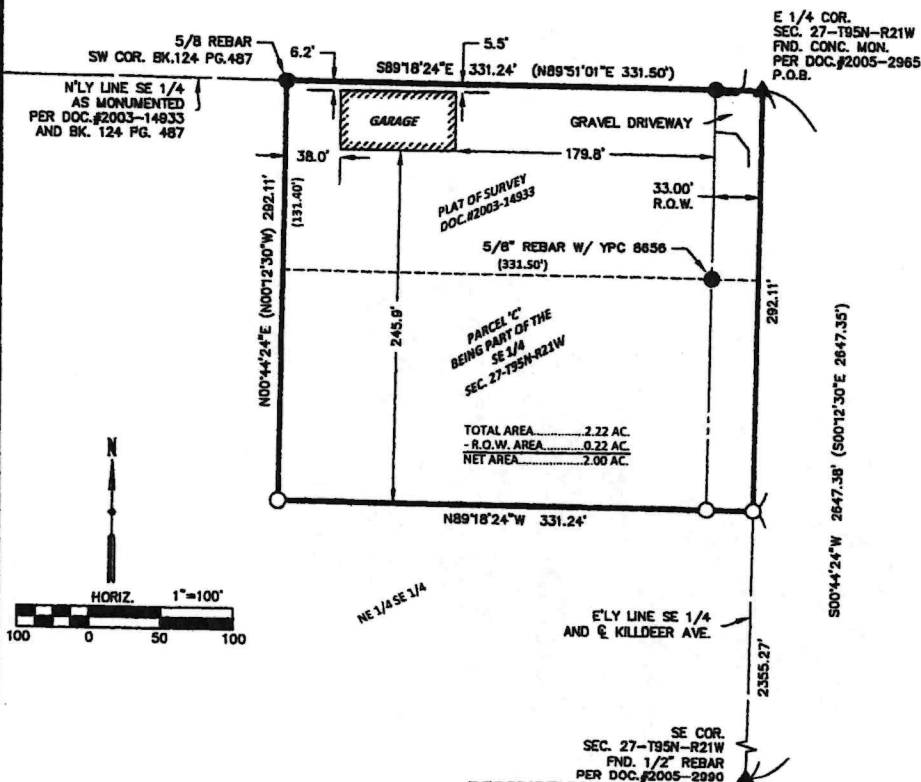 E 1/4 COR.
SEC. 27-T95N-R21W
FND. CONC. MON.
PER DOC.#2005-2965
P.O.B.
5/8 REBAR
SW COR. BK.124 PG.487
6.2'
5.5'
S89°18'24"E 331.24' (N89°51'01"E 331.50')
N'LY LINE SE 1/4
AS MONUMENTED
PER DOC.#2003-14933
AND BK. 124 PG. 487
GARAGE
GRAVEL DRIVEWAY
38.0'
179.8'
33.00'
R.O.W.
PLAT OF SURVEY
DOC.#2003-14933
N00°44'24"E (N00°12'30"W) 292.11'
(131.40')
5/8" REBAR W/ YPC 8656
(331.50')
245.9'
292.11'
PARCEL 'C'
BEING PART OF THE
SE 1/4
SEC. 27-T95N-R21W
S00°44'24"W 2647.38' (S00°12'30"E 2647.35')
TOTAL AREA..............2.22 AC.
- R.O.W. AREA............0.22 AC.
NET AREA.................2.00 AC.
N
N89°18'24"W 331.24'
HORIZ. 1"=100'
100 0 50 100
NE 1/4 SE 1/4
E'LY LINE SE 1/4
AND ℄ KILLDEER AVE.
2355.27'
SE COR.
SEC. 27-T95N-R21W
FND. 1/2" REBAR
PER DOC.#2005-2990